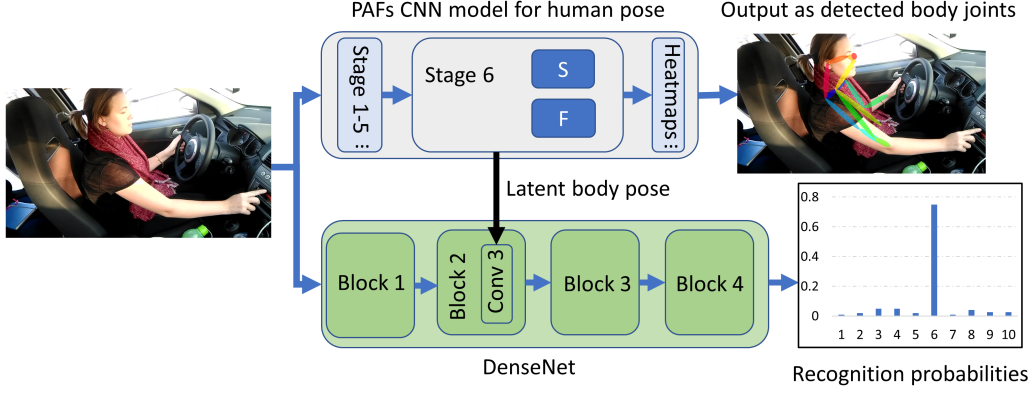 PAFs CNN model for human pose
Output as detected body joints
Stage 1-5 ...
Stage 6
S
F
Heatmaps ...
Latent body pose
Block 1
Block 2
Conv 3
Block 3
Block 4
DenseNet
0.8
0.6
0.4
0.2
0
1 2 3 4 5 6 7 8 9 10
Recognition probabilities